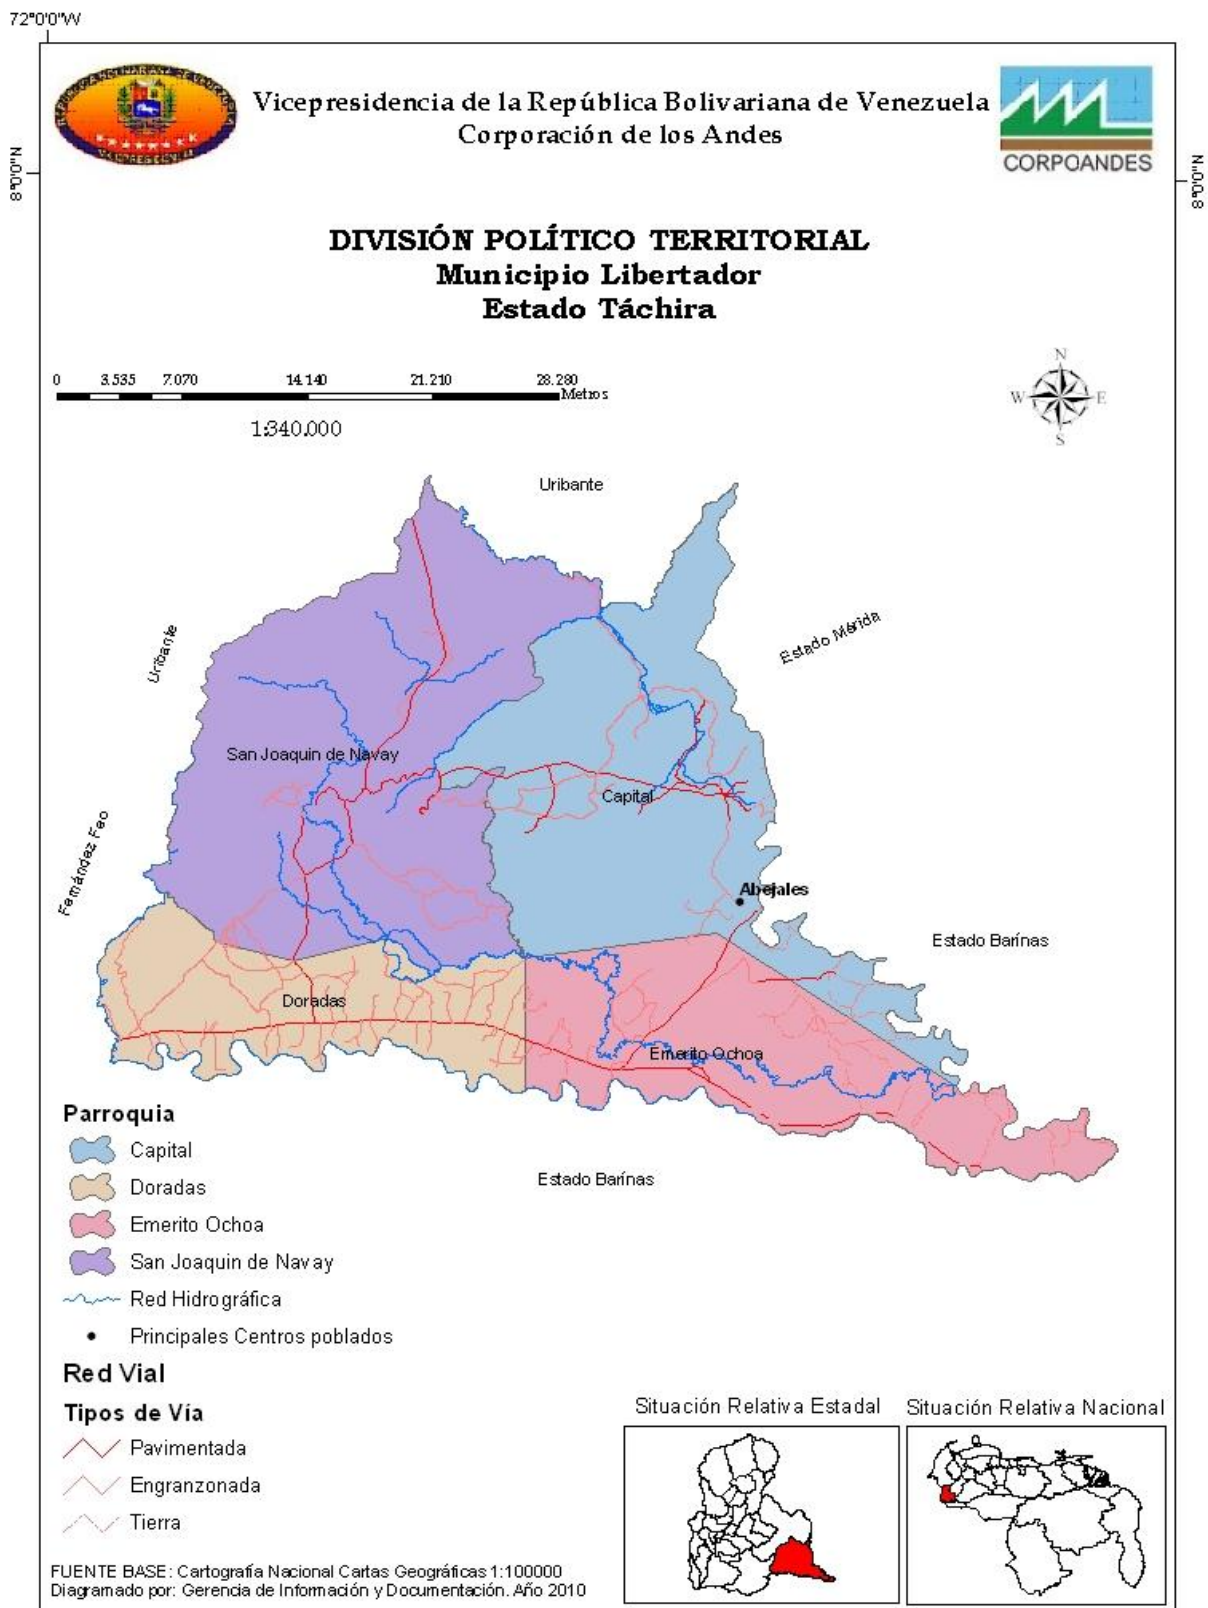 72°0'0"W
8°0'0"N
8°0'0"N
Vicepresidencia de la República Bolivariana de Venezuela
Corporación de los Andes
CORPOANDES
DIVISIÓN POLÍTICO TERRITORIAL
Municipio Libertador
Estado Táchira
0 3.535 7.070 14.140 21.210 28.280
Metros
1:340.000
N
W E
S
Uribante
Uribante
Estado Mérida
San Joaquin de Navay
Capital
Fernández Feo
Abejales
Estado Barínas
Doradas
Emerito Ochoa
Estado Barínas
Parroquia
Capital
Doradas
Emerito Ochoa
San Joaquin de Navay
Red Hidrográfica
Principales Centros poblados
Red Vial
Tipos de Vía
Pavimentada
Engranzonada
Tierra
Situación Relativa Estadal
Situación Relativa Nacional
FUENTE BASE: Cartografía Nacional Cartas Geográficas 1:100000
Diagramado por: Gerencia de Información y Documentación. Año 2010